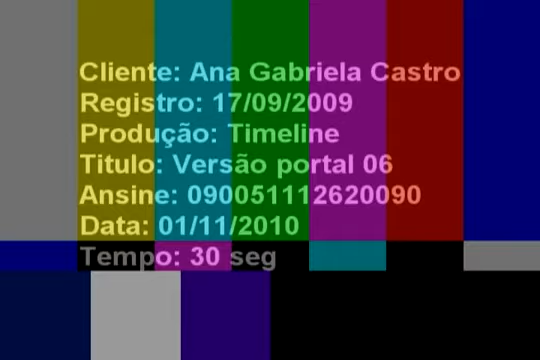 Cliente: Ana Gabriela Castro
Registro: 17/09/2009
Produção: Timeline
Titulo: Versão portal 06
Ansine: 090051112620090
Data: 01/11/2010
Tempo: 30 seg